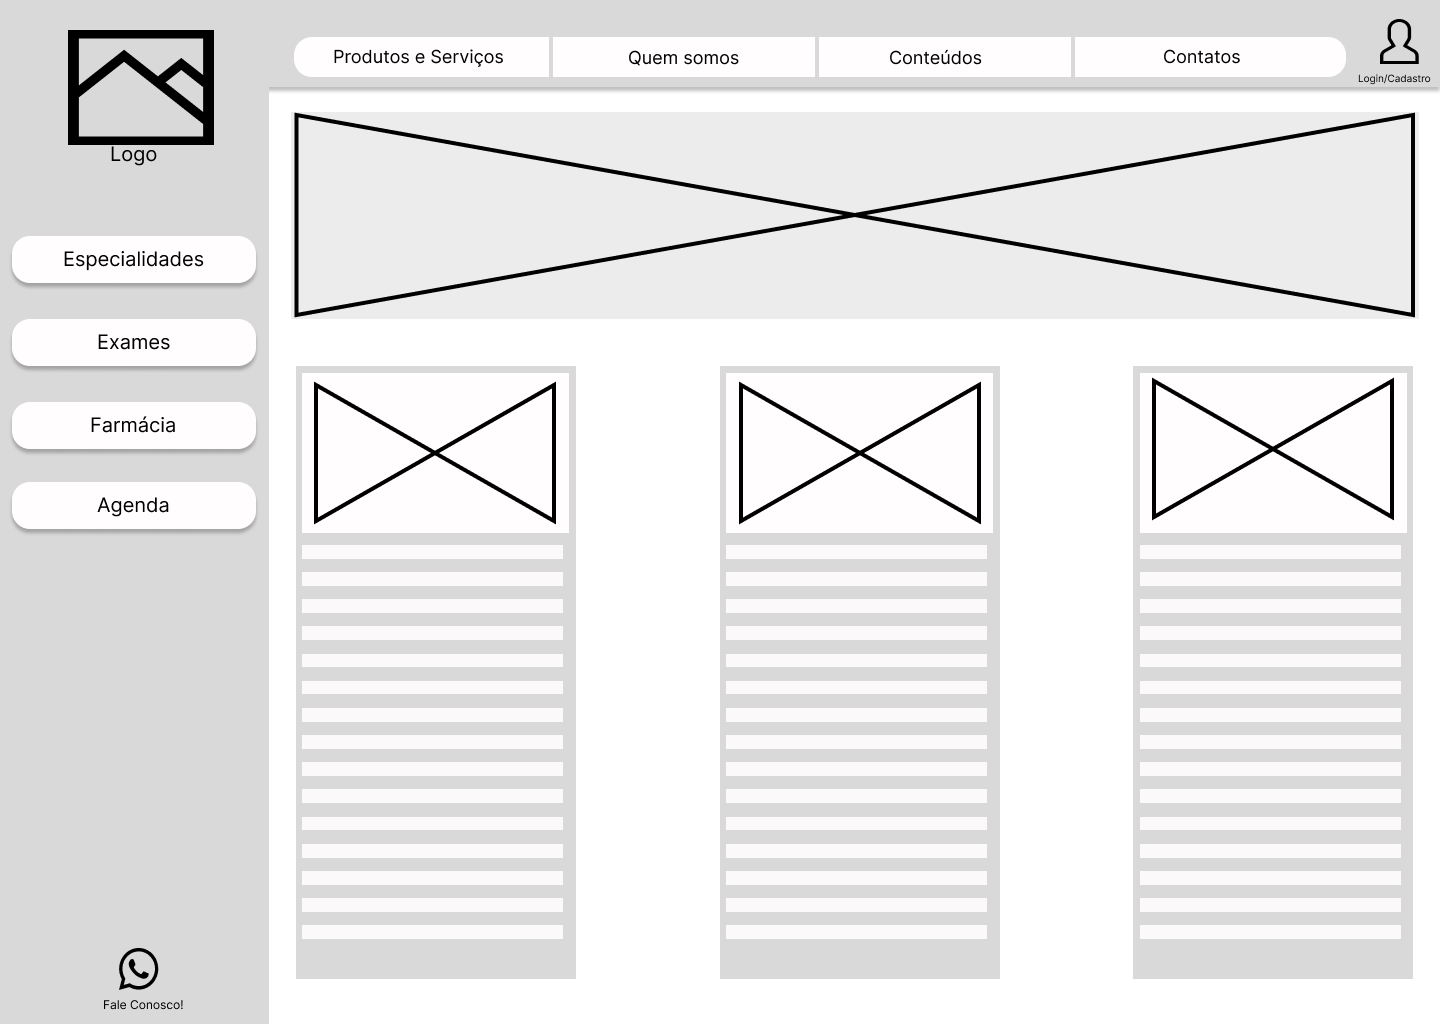 Logo
Especialidades
Exames
Farmácia
Agenda
Fale Conosco!
Produtos e Serviços
Quem somos
Conteúdos
Contatos
Login/Cadastro